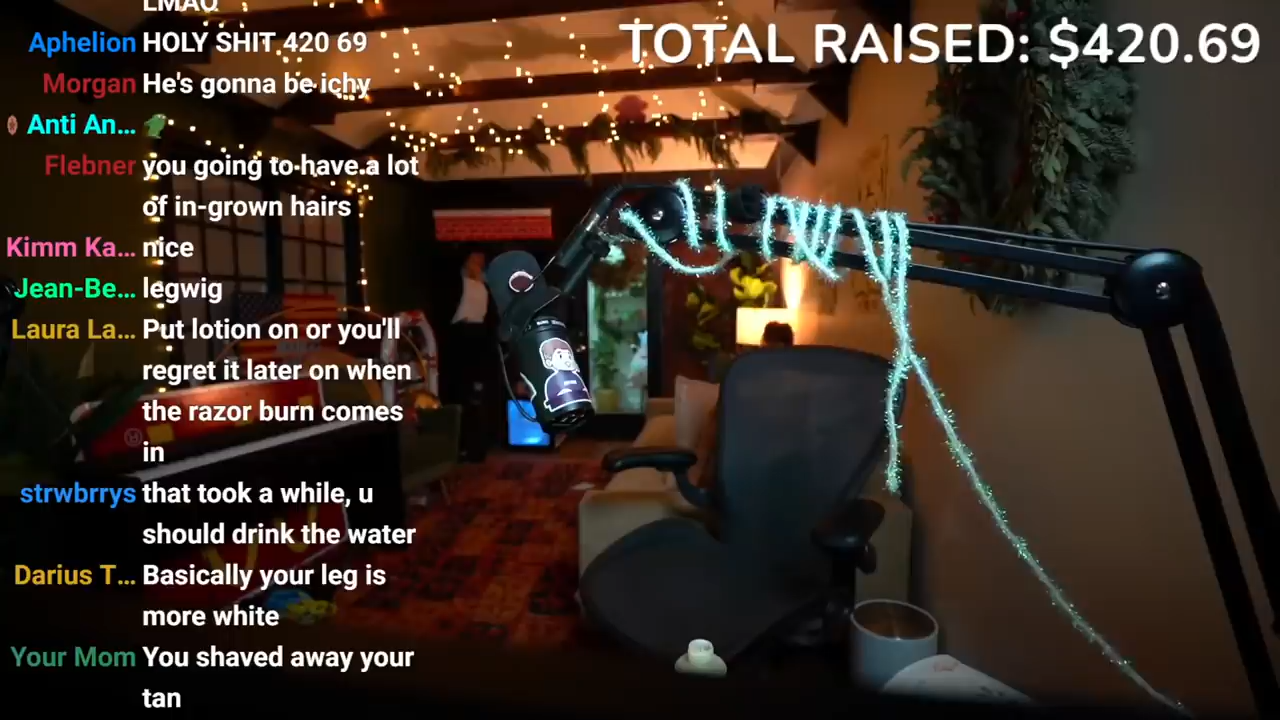 LMAO
TOTAL RAISED: $420.69
Aphelion HOLY SHIT 420 69
Morgan He's gonna be ichy
Anti An...
Flebner you going to have a lot
of in-grown hairs
Kimm Ka... nice
Jean-Be... legwig
Laura La... Put lotion on or you'll
regret it later on when
the razor burn comes
in
strwbrrys that took a while, u
should drink the water
Darius T... Basically your leg is
more white
Your Mom You shaved away your
tan